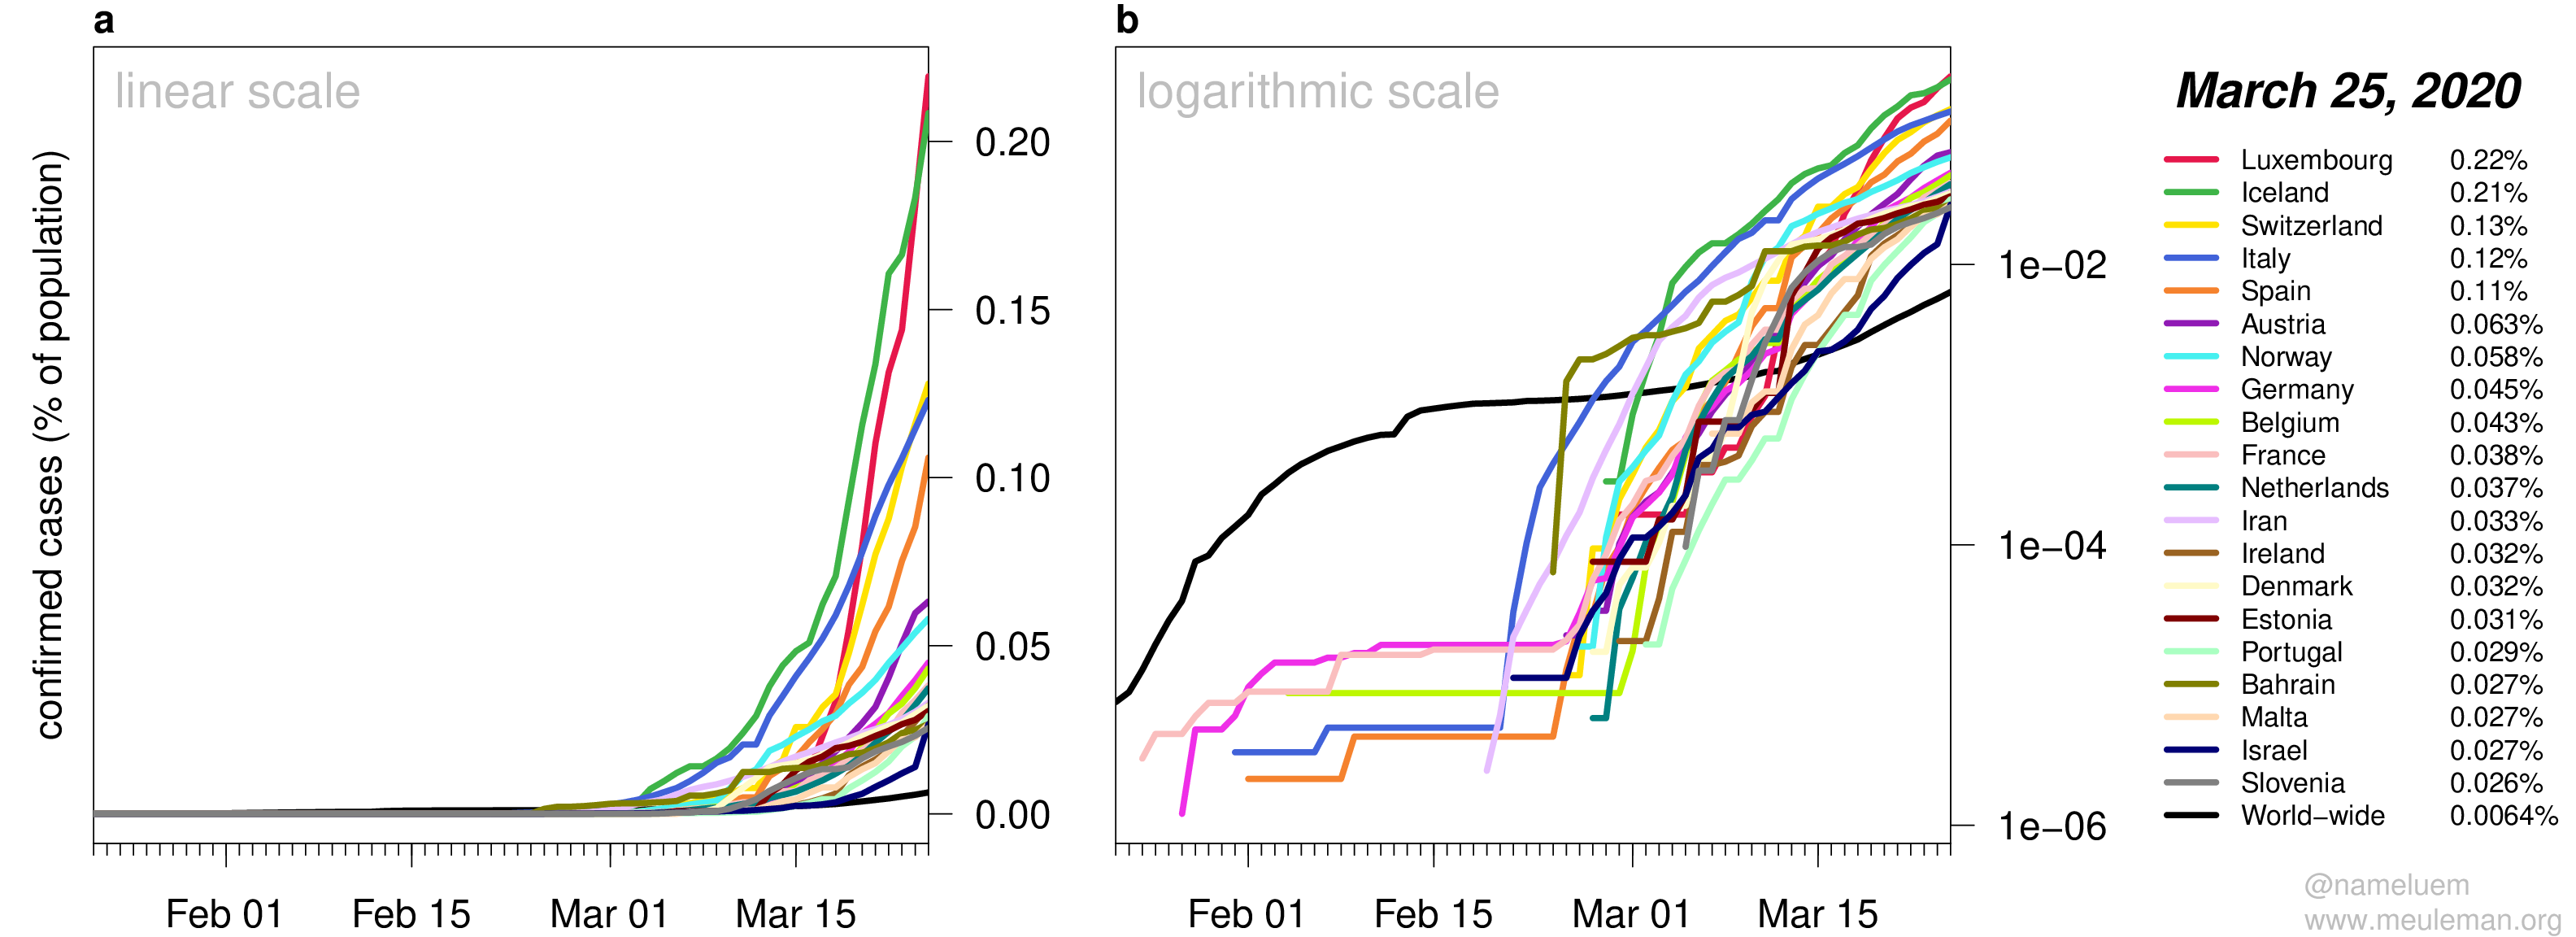 a
linear scale
confirmed cases (% of population)
0.20
0.15
0.10
0.05
0.00
Feb 01
Feb 15
Mar 01
Mar 15
b
logarithmic scale
1e−02
1e−04
1e−06
Feb 01
Feb 15
Mar 01
Mar 15
March 25, 2020
Luxembourg 0.22%
Iceland 0.21%
Switzerland 0.13%
Italy 0.12%
Spain 0.11%
Austria 0.063%
Norway 0.058%
Germany 0.045%
Belgium 0.043%
France 0.038%
Netherlands 0.037%
Iran 0.033%
Ireland 0.032%
Denmark 0.032%
Estonia 0.031%
Portugal 0.029%
Bahrain 0.027%
Malta 0.027%
Israel 0.027%
Slovenia 0.026%
World−wide 0.0064%
@nameluem
www.meuleman.org